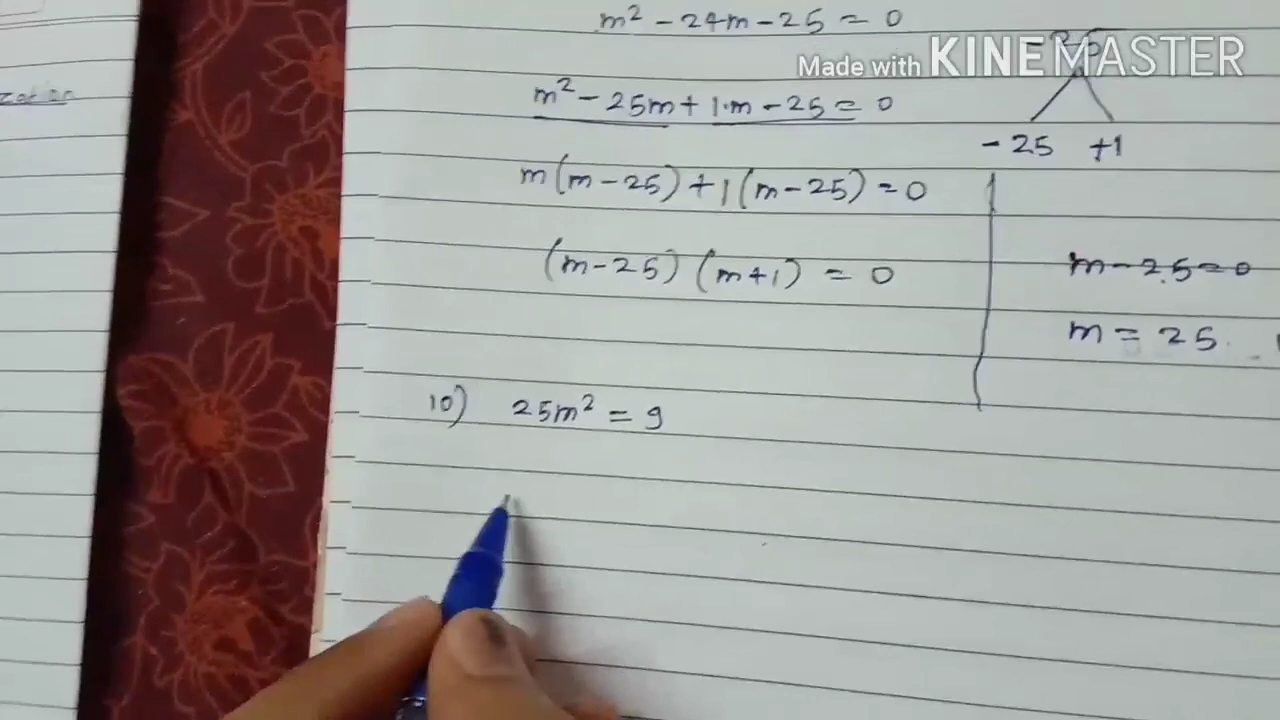 m² - 24m - 25 = 0
Made with KINEMASTER
m² - 25m + 1·m - 25 = 0
- 25 +1
m(m - 25) + 1(m - 25) = 0
(m - 25) (m + 1) = 0
m - 25 = 0
m = 25
10) 25m² = 9